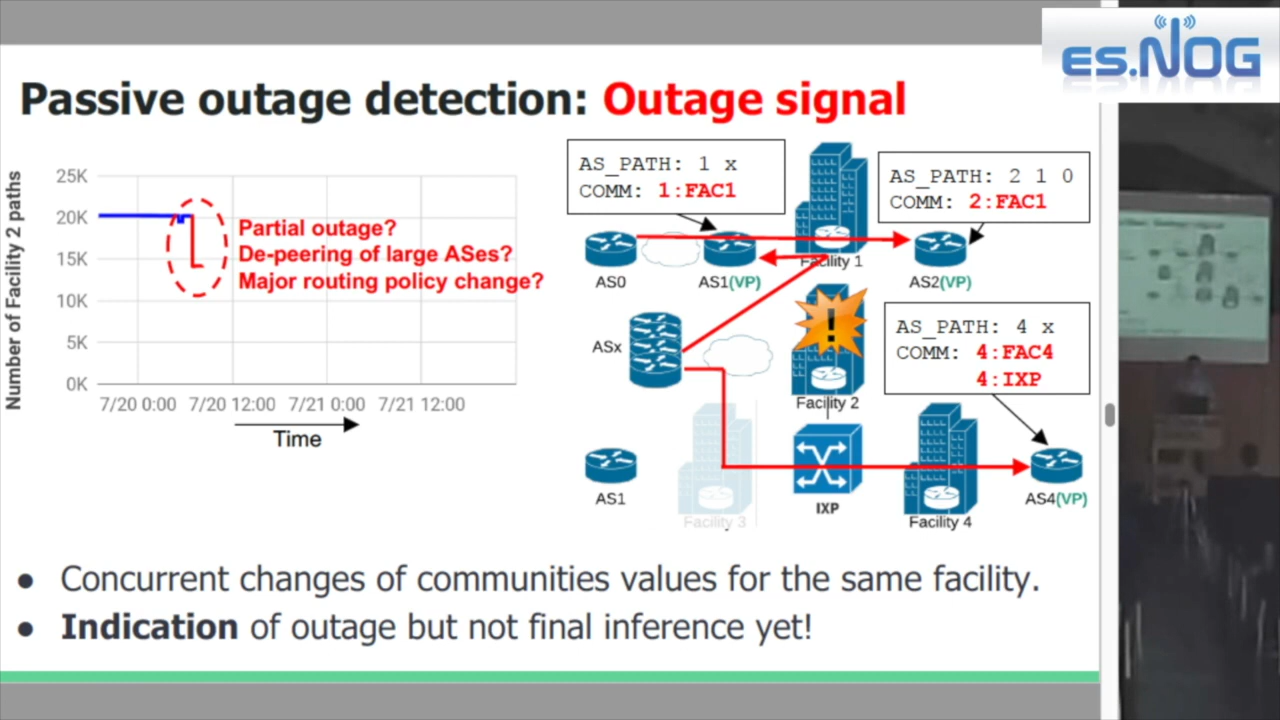 es.NOG
Passive outage detection: Outage signal
Number of Facility 2 paths
25K
20K
15K
10K
5K
0K
7/20 0:00 7/20 12:00 7/21 0:00 7/21 12:00
Time
Partial outage?
De-peering of large ASes?
Major routing policy change?
AS_PATH: 1 x
COMM: 1:FAC1
AS_PATH: 2 1 0
COMM: 2:FAC1
AS0
AS1(VP)
Facility 1
AS2(VP)
ASx
!
Facility 2
AS_PATH: 4 x
COMM: 4:FAC4
4:IXP
AS1
Facility 3
IXP
Facility 4
AS4(VP)
● Concurrent changes of communities values for the same facility.
● Indication of outage but not final inference yet!